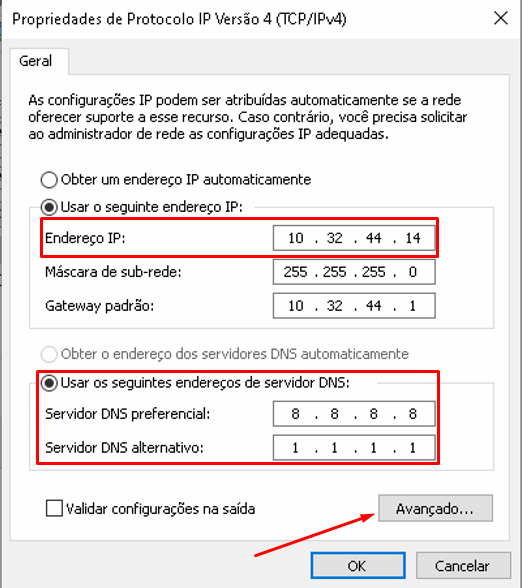 Propriedades de Protocolo IP Versão 4 (TCP/IPv4)
Geral
As configurações IP podem ser atribuídas automaticamente se a rede
oferecer suporte a esse recurso. Caso contrário, você precisa solicitar
ao administrador de rede as configurações IP adequadas.
Obter um endereço IP automaticamente
Usar o seguinte endereço IP:
Endereço IP: 10 . 32 . 44 . 14
Máscara de sub-rede: 255 . 255 . 255 . 0
Gateway padrão: 10 . 32 . 44 . 1
Obter o endereço dos servidores DNS automaticamente
Usar os seguintes endereços de servidor DNS:
Servidor DNS preferencial: 8 . 8 . 8 . 8
Servidor DNS alternativo: 1 . 1 . 1 . 1
Validar configurações na saída
Avançado...
OK Cancelar